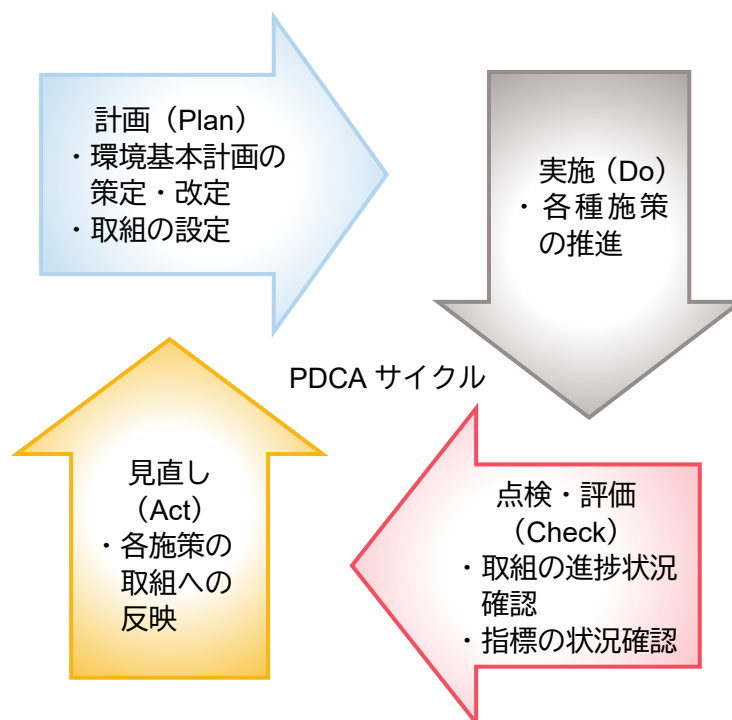 計画（Plan）
・環境基本計画の
策定・改定
・取組の設定
実施（Do）
・各種施策
の推進
PDCA サイクル
点検・評価
（Check）
・取組の進捗状況
確認
・指標の状況確認
見直し
（Act）
・各施策の
取組への
反映